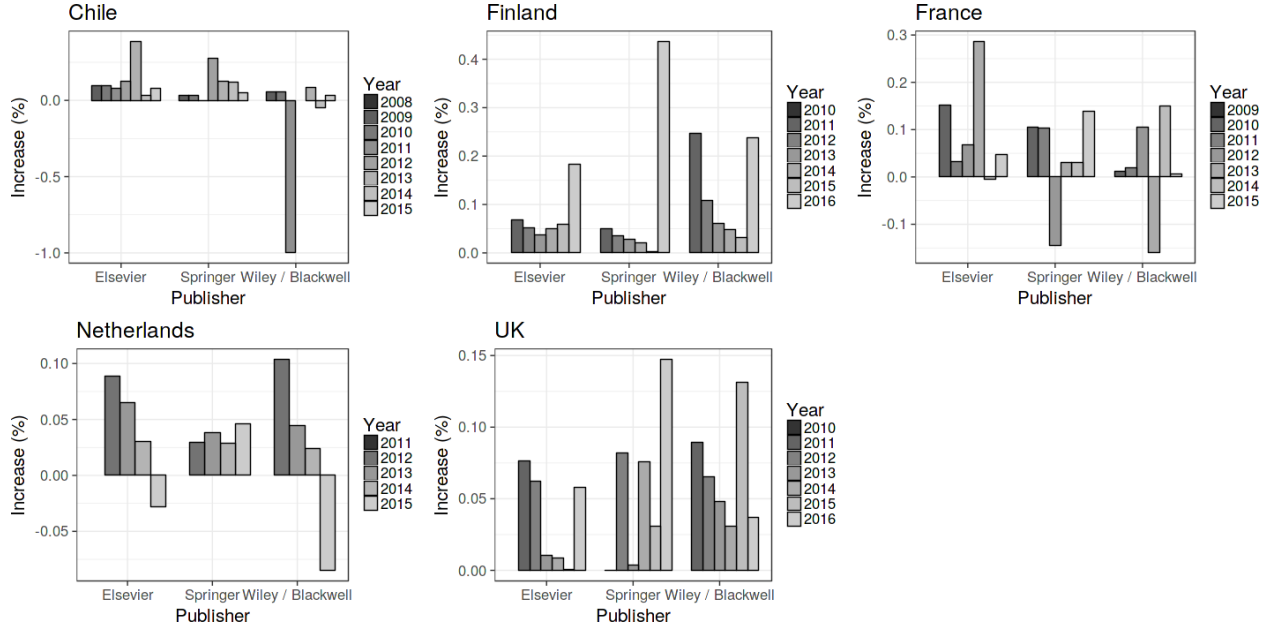 Chile
Increase (%)
0.0
-0.5
-1.0
Elsevier Springer Wiley / Blackwell
Publisher
Year
2008
2009
2010
2011
2012
2013
2014
2015
Finland
Increase (%)
0.4
0.3
0.2
0.1
0.0
Elsevier Springer Wiley / Blackwell
Publisher
Year
2010
2011
2012
2013
2014
2015
2016
France
Increase (%)
0.3
0.2
0.1
0.0
-0.1
Elsevier Springer Wiley / Blackwell
Publisher
Year
2009
2010
2011
2012
2013
2014
2015
Netherlands
Increase (%)
0.10
0.05
0.00
-0.05
Elsevier Springer Wiley / Blackwell
Publisher
Year
2011
2012
2013
2014
2015
UK
Increase (%)
0.15
0.10
0.05
0.00
Elsevier Springer Wiley / Blackwell
Publisher
Year
2010
2011
2012
2013
2014
2015
2016